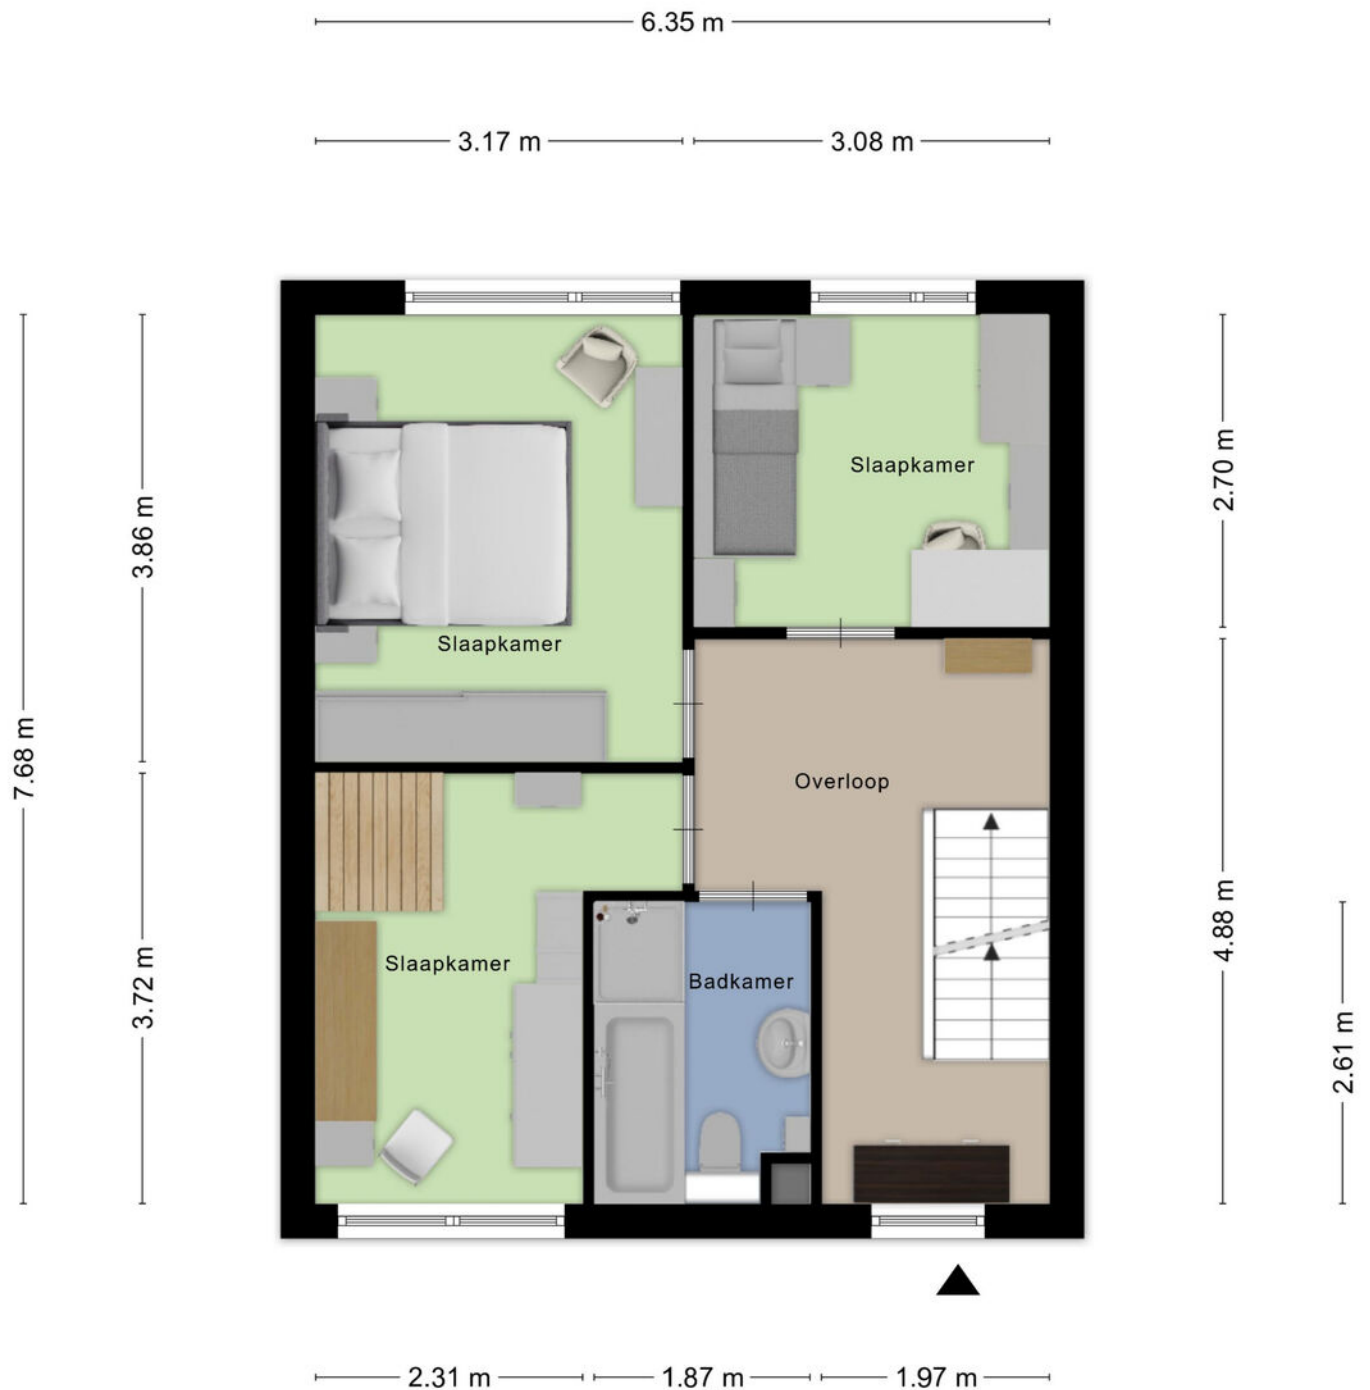 6.35 m
3.17 m
3.08 m
Slaapkamer
2.70 m
3.86 m
Slaapkamer
7.68 m
Overloop
4.88 m
Slaapkamer
3.72 m
Badkamer
2.61 m
2.31 m
1.87 m
1.97 m